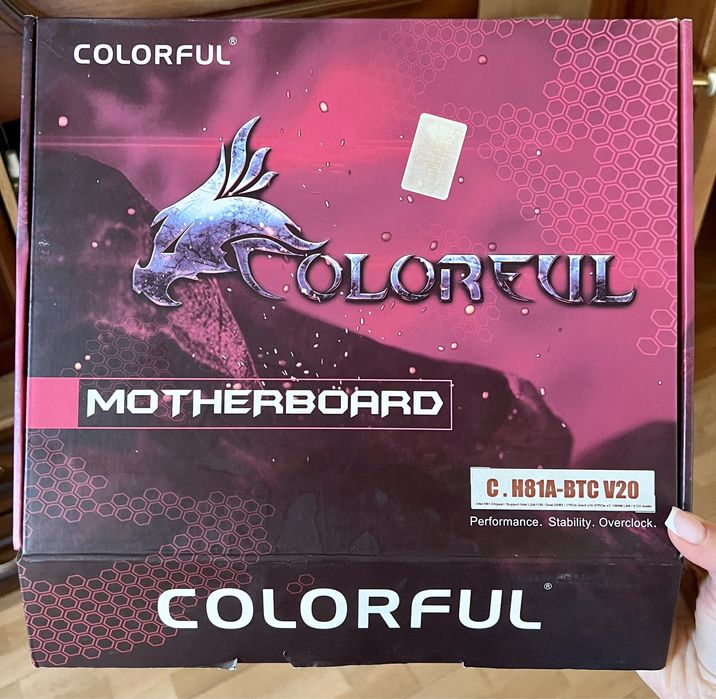 COLORFUL®
COLORFUL
MOTHERBOARD
C.H81A-BTC V20
Performance. Stability. Overclock.
COLORFUL®